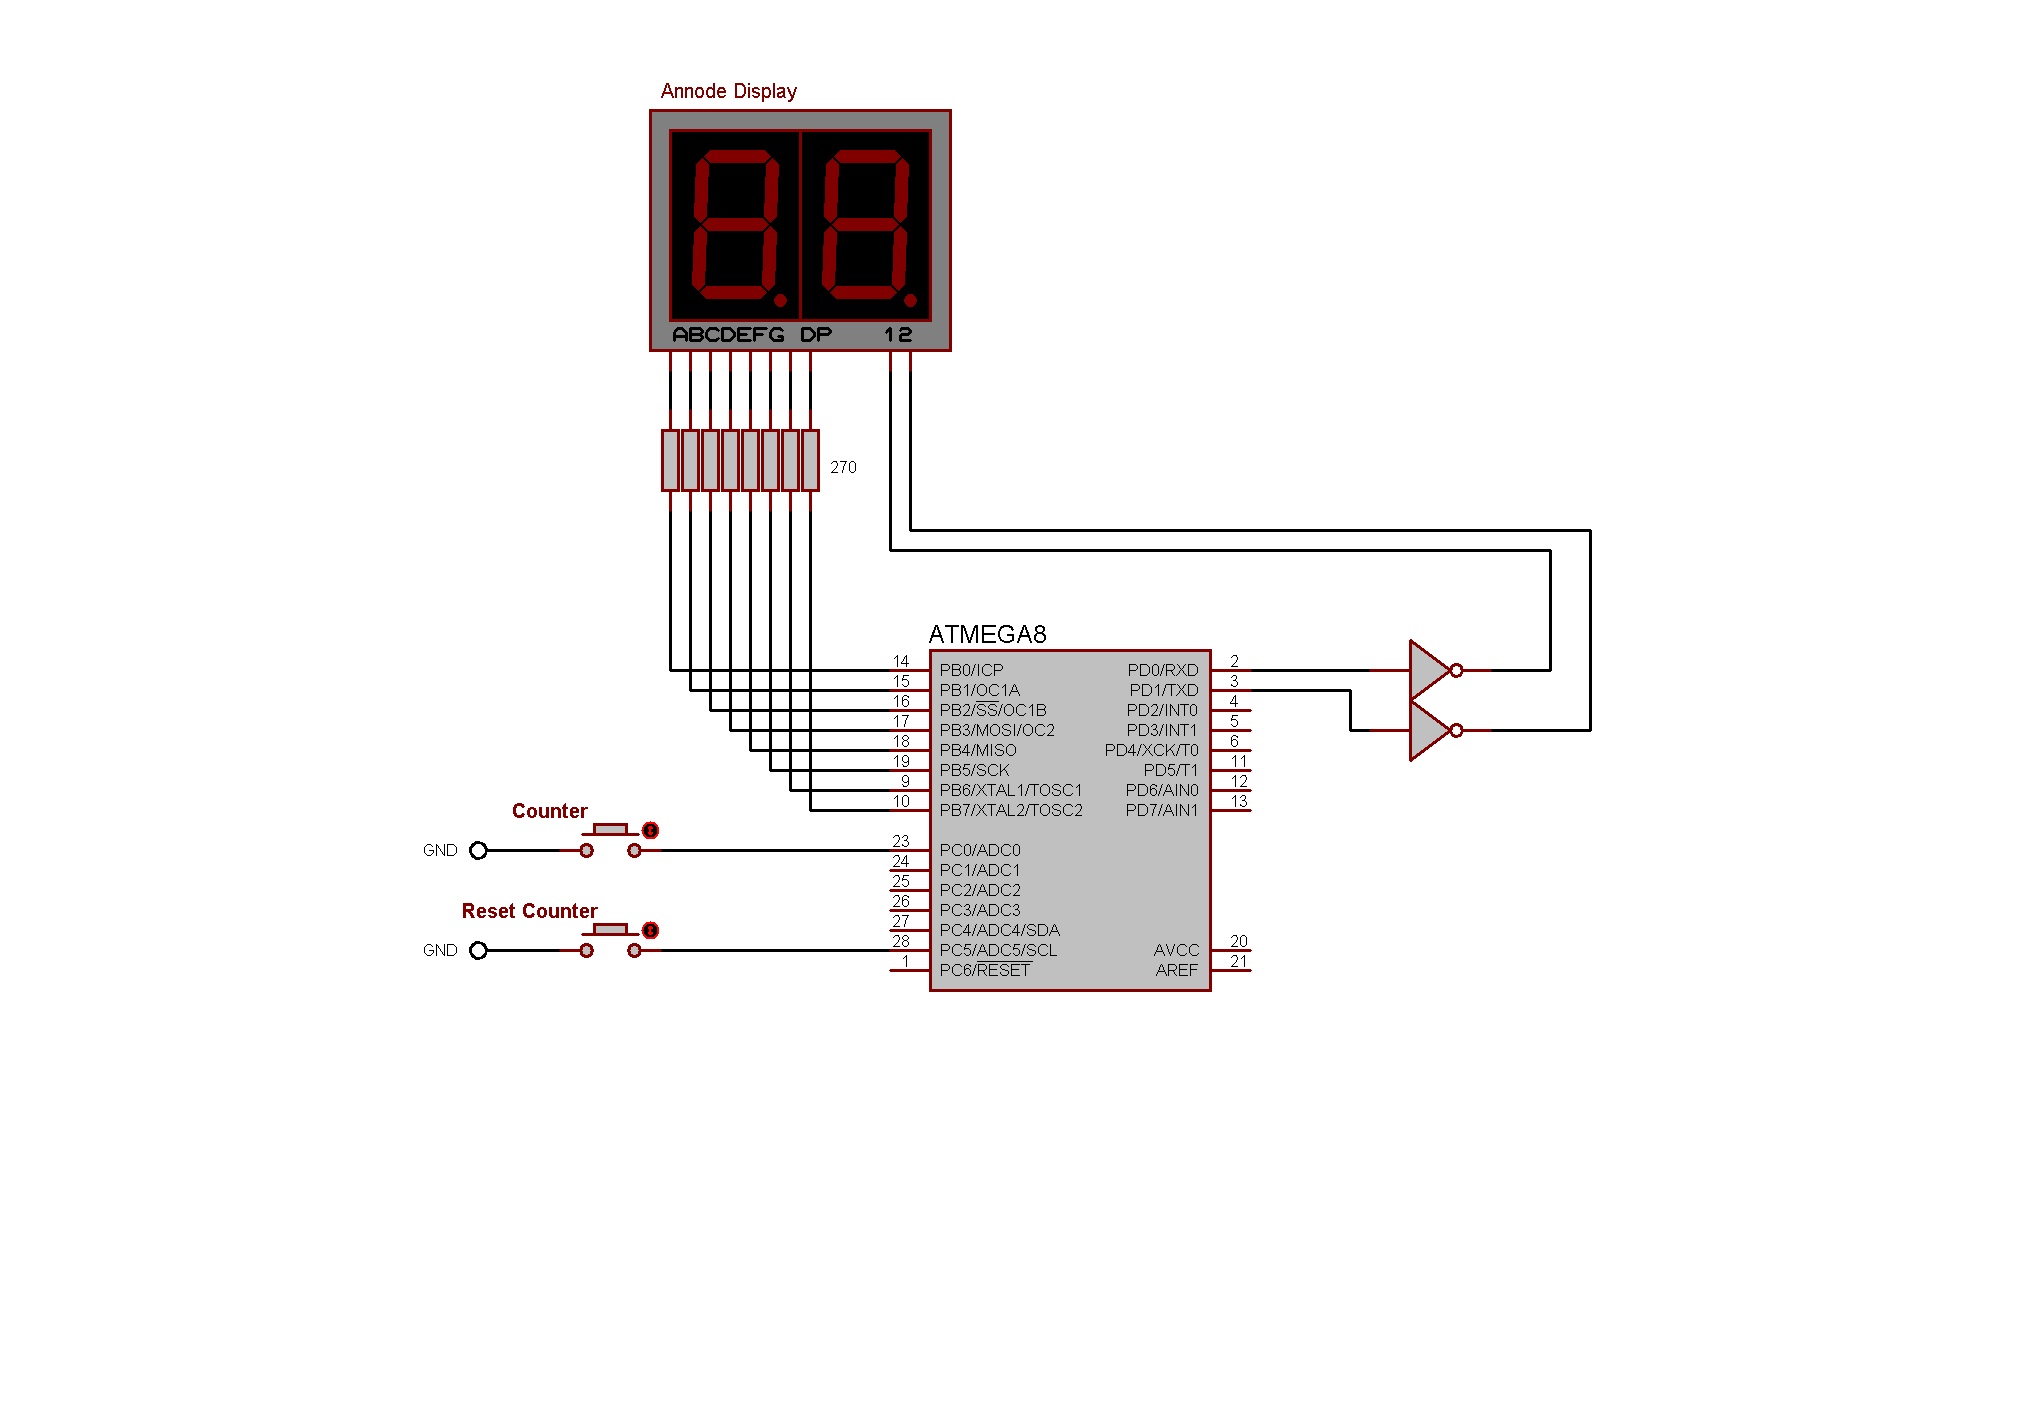 Annode Display
ABCDEFG DP 12
270
ATMEGA8
14 PB0/ICP PD0/RXD 2
15 PB1/OC1A PD1/TXD 3
16 PB2/SS/OC1B PD2/INT0 4
17 PB3/MOSI/OC2 PD3/INT1 5
18 PB4/MISO PD4/XCK/T0 6
19 PB5/SCK PD5/T1 11
9 PB6/XTAL1/TOSC1 PD6/AIN0 12
10 PB7/XTAL2/TOSC2 PD7/AIN1 13
Counter
GND 23 PC0/ADC0
24 PC1/ADC1
25 PC2/ADC2
26 PC3/ADC3
Reset Counter
27 PC4/ADC4/SDA
GND 28 PC5/ADC5/SCL AVCC 20
1 PC6/RESET AREF 21